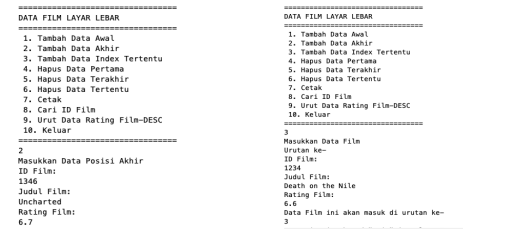 ==================================
DATA FILM LAYAR LEBAR
==================================
1. Tambah Data Awal
2. Tambah Data Akhir
3. Tambah Data Index Tertentu
4. Hapus Data Pertama
5. Hapus Data Terakhir
6. Hapus Data Tertentu
7. Cetak
8. Cari ID Film
9. Urut Data Rating Film-DESC
10. Keluar
==================================
2
Masukkan Data Posisi Akhir
ID Film:
1346
Judul Film:
Uncharted
Rating Film:
6.7
==================================
DATA FILM LAYAR LEBAR
==================================
1. Tambah Data Awal
2. Tambah Data Akhir
3. Tambah Data Index Tertentu
4. Hapus Data Pertama
5. Hapus Data Terakhir
6. Hapus Data Tertentu
7. Cetak
8. Cari ID Film
9. Urut Data Rating Film-DESC
10. Keluar
==================================
3
Masukkan Data Film
Urutan ke-
ID Film:
1234
Judul Film:
Death on the Nile
Rating Film:
6.6
Data Film ini akan masuk di urutan ke-
3